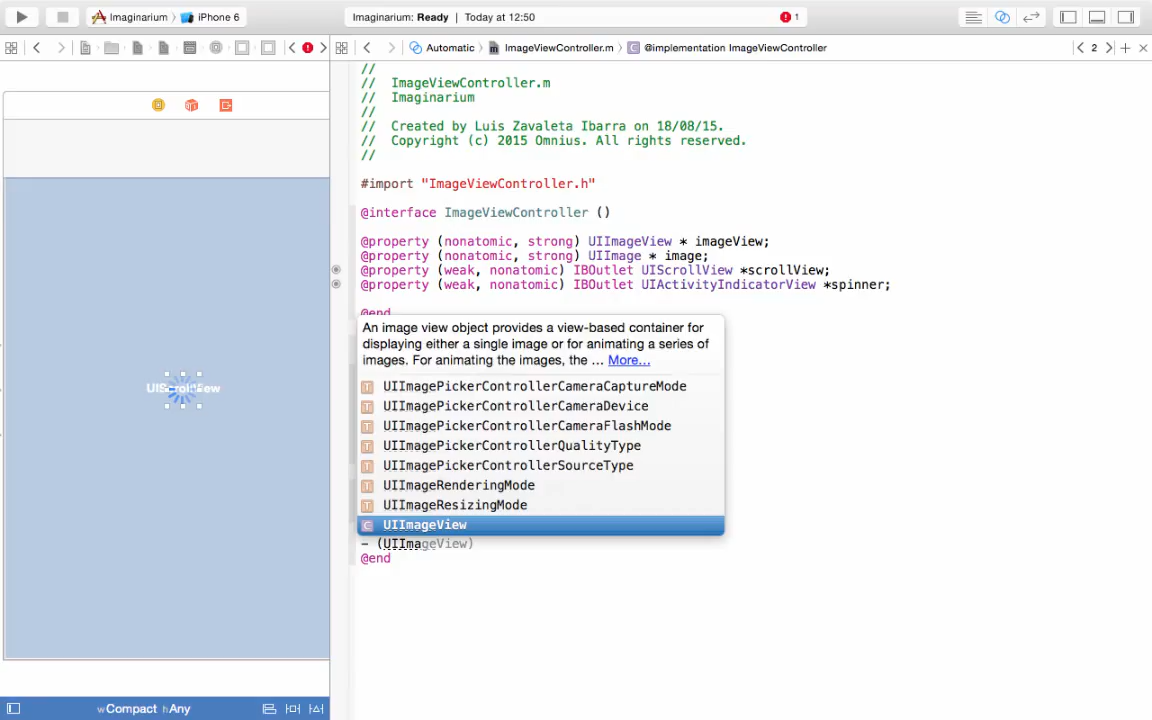 Imaginarium iPhone 6 Imaginarium: Ready | Today at 12:50 1
Automatic ImageViewController.m @implementation ImageViewController 2
//
// ImageViewController.m
// Imaginarium
//
// Created by Luis Zavaleta Ibarra on 18/08/15.
// Copyright (c) 2015 Omnius. All rights reserved.
//
#import "ImageViewController.h"
@interface ImageViewController ()
@property (nonatomic, strong) UIImageView * imageView;
@property (nonatomic, strong) UIImage * image;
@property (weak, nonatomic) IBOutlet UIScrollView *scrollView;
@property (weak, nonatomic) IBOutlet UIActivityIndicatorView *spinner;
@end
An image view object provides a view-based container for
displaying either a single image or for animating a series of
images. For animating the images, the ... More...
UIImagePickerControllerCameraCaptureMode
UIImagePickerControllerCameraDevice
UIImagePickerControllerCameraFlashMode
UIImagePickerControllerQualityType
UIImagePickerControllerSourceType
UIImageRenderingMode
UIImageResizingMode
UIImageView
- (UIImageView)
@end
UIScrollView
wCompact hAny